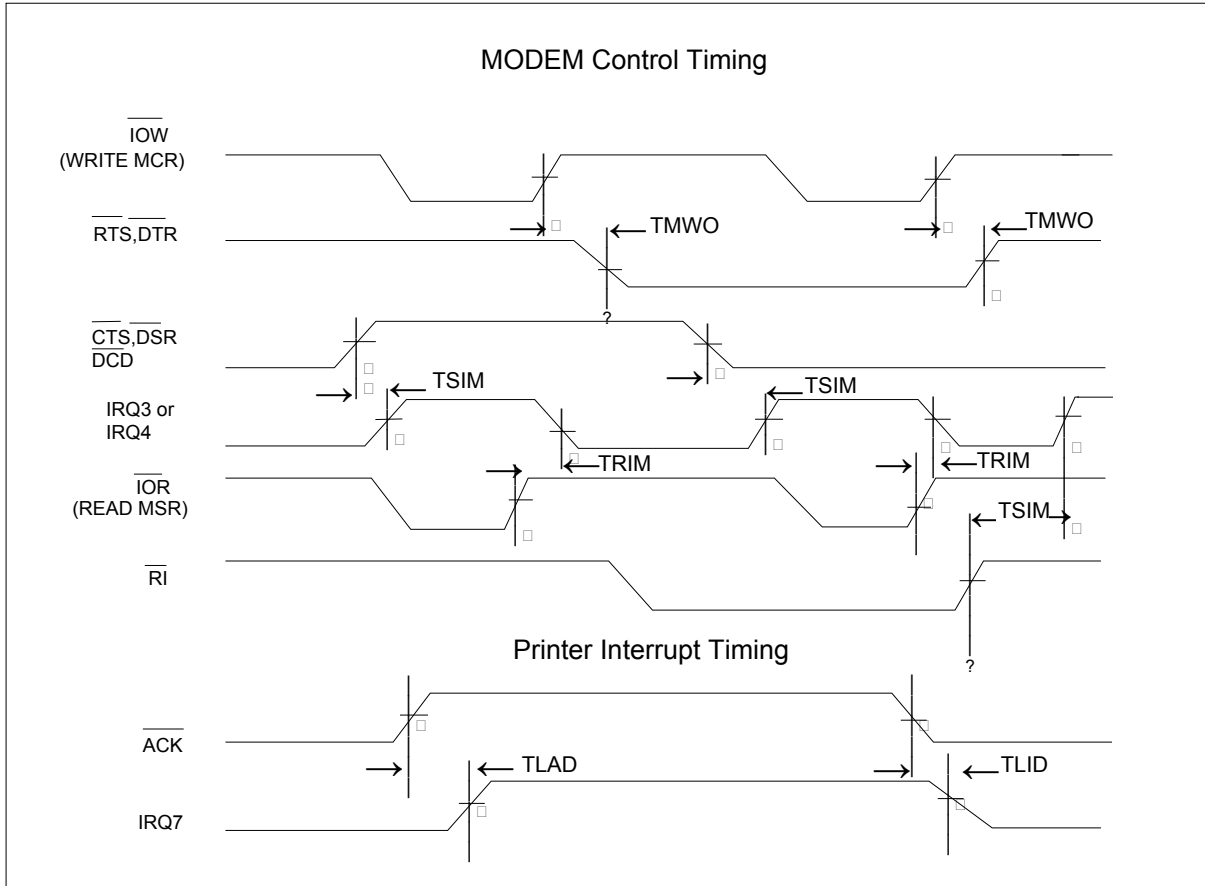 MODEM Control Timing
IOW
(WRITE MCR)
RTS,DTR
TMWO
TMWO
?
CTS,DSR
DCD
TSIM
TSIM
IRQ3 or
IRQ4
TRIM
TRIM
IOR
(READ MSR)
TSIM
RI
?
Printer Interrupt Timing
ACK
TLAD
TLID
IRQ7